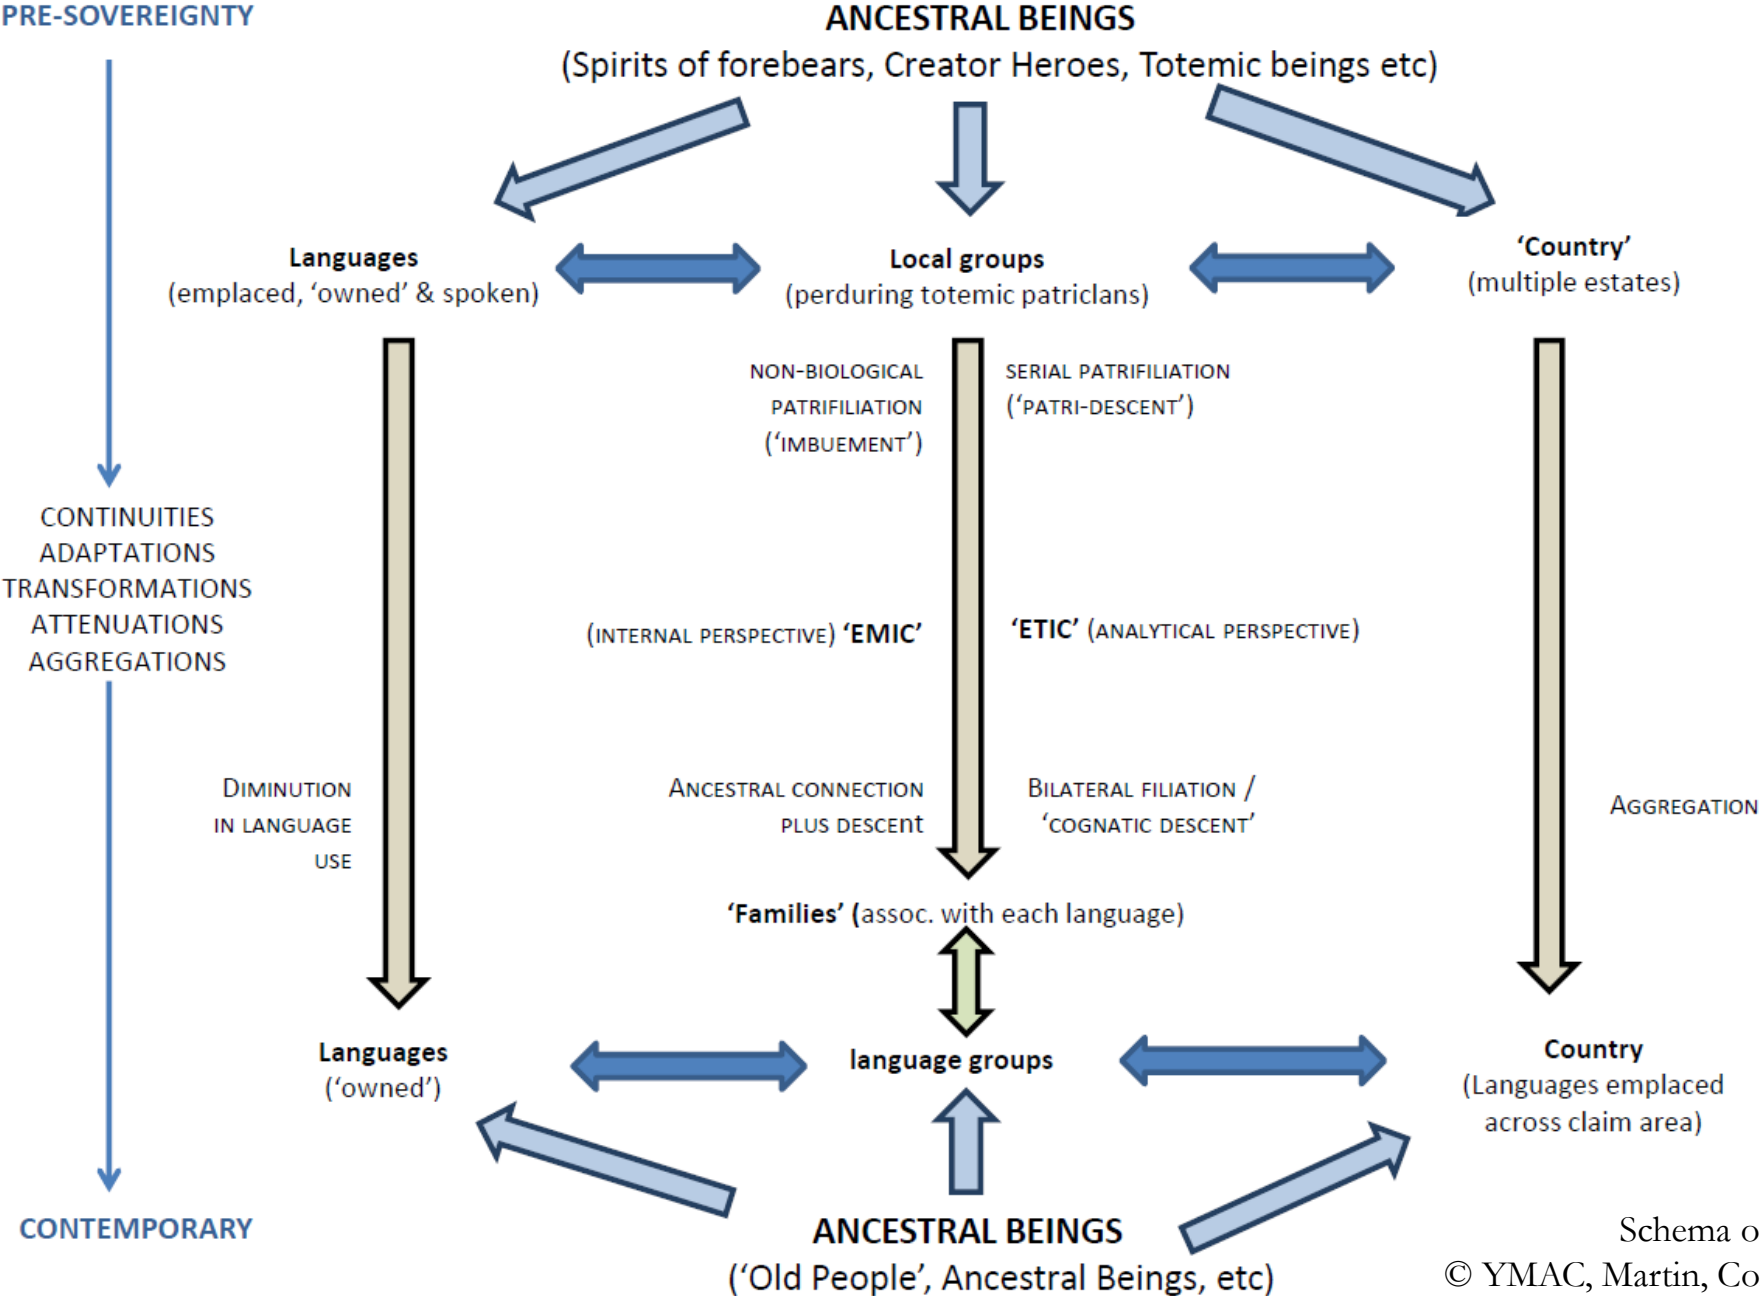 PRE-SOVEREIGNTY
ANCESTRAL BEINGS
(Spirits of forebears, Creator Heroes, Totemic beings etc)
Languages
(emplaced, ‘owned’ & spoken)
Local groups
(perduring totemic patriclans)
‘Country’
(multiple estates)
NON-BIOLOGICAL
PATRIFILIATION
(‘IMBUEMENT’)
SERIAL PATRIFILIATION
(‘PATRI-DESCENT’)
CONTINUITIES
ADAPTATIONS
TRANSFORMATIONS
ATTENUATIONS
AGGREGATIONS
(INTERNAL PERSPECTIVE) ‘EMIC’
‘ETIC’ (ANALYTICAL PERSPECTIVE)
DIMINUTION
IN LANGUAGE
USE
ANCESTRAL CONNECTION
PLUS DESCEnt
BILATERAL FILIATION /
‘COGNATIC DESCENT’
AGGREGATION
‘Families’ (assoc. with each language)
Languages
(‘owned’)
language groups
Country
(Languages emplaced
across claim area)
CONTEMPORARY
ANCESTRAL BEINGS
(‘Old People’, Ancestral Beings, etc)
Schema o
© YMAC, Martin, Co